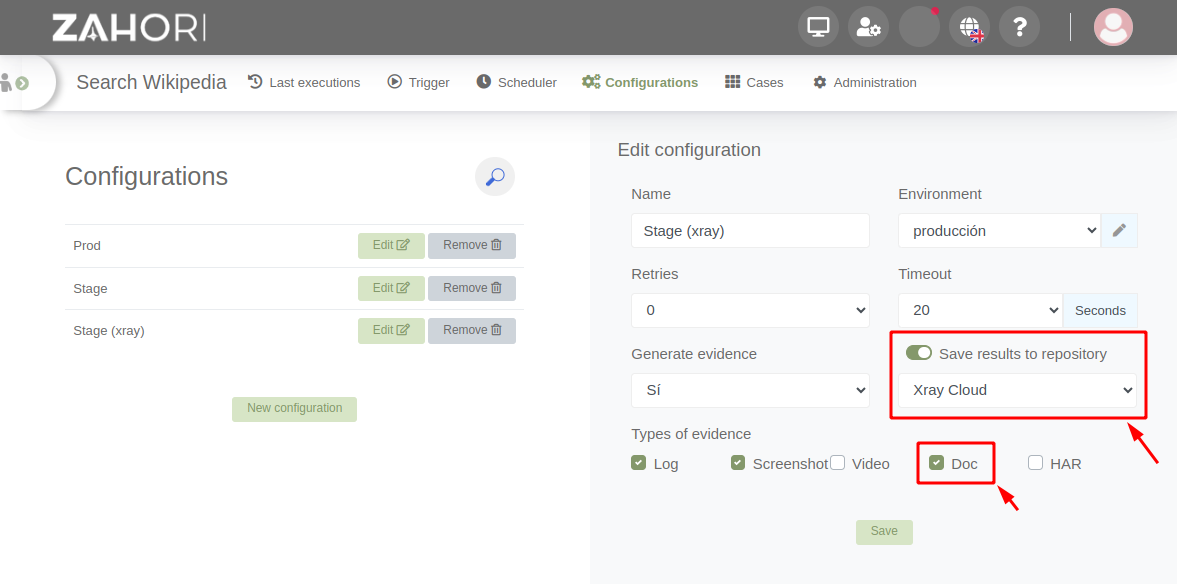 ZAHORI
?
Search Wikipedia Last executions Trigger Scheduler Configurations Cases Administration
Configurations
Prod Edit Remove
Stage Edit Remove
Stage (xray) Edit Remove
New configuration
Edit configuration
Name Environment
Stage (xray) producción
Retries Timeout
0 20 Seconds
Generate evidence Save results to repository
Sí Xray Cloud
Types of evidence
Log Screenshot Video Doc HAR
Save